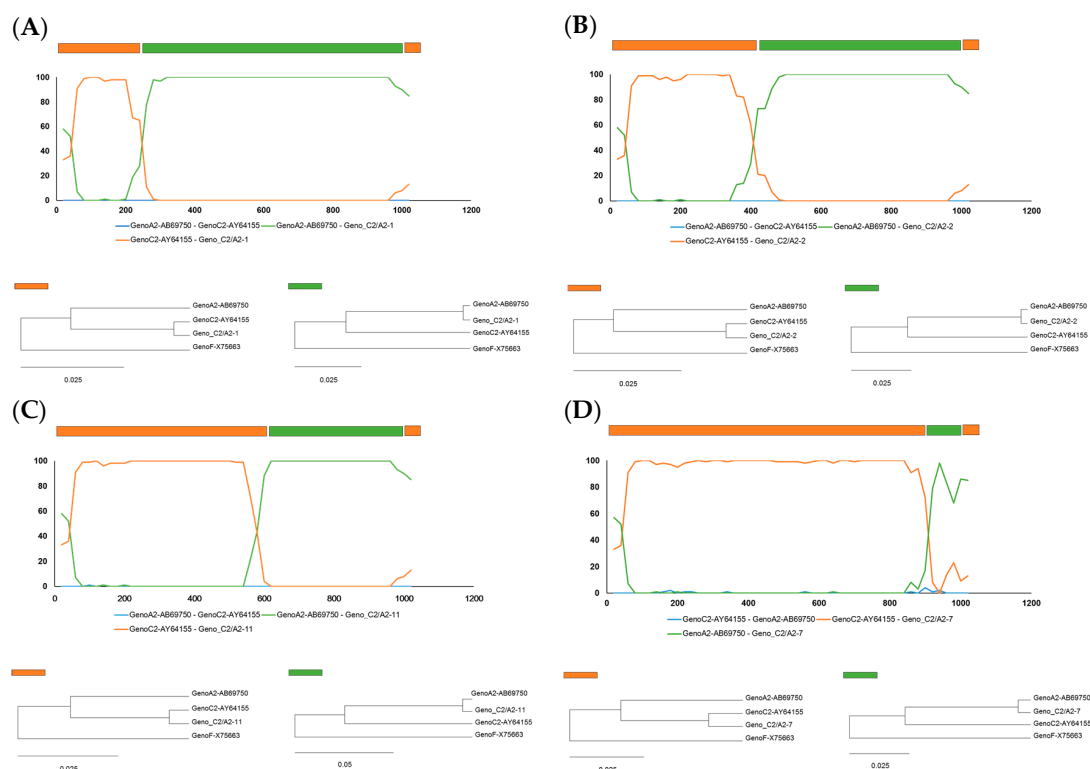 (A)
100
80
60
40
20
0
0 200 400 600 800 1000 1200
GenoA2-AB69750 - GenoC2-AY64155 GenoA2-AB69750 - Geno_C2/A2-1
GenoC2-AY64155 - Geno_C2/A2-1
GenoA2-AB69750
GenoC2-AY64155
Geno_C2/A2-1
GenoF-X75663
0.025
GenoA2-AB69750
Geno_C2/A2-1
GenoC2-AY64155
GenoF-X75663
0.025
(B)
100
80
60
40
20
0
0 200 400 600 800 1000 1200
GenoA2-AB69750 - GenoC2-AY64155 GenoA2-AB69750 - Geno_C2/A2-2
GenoC2-AY64155 - Geno_C2/A2-2
GenoA2-AB69750
GenoC2-AY64155
Geno_C2/A2-2
GenoF-X75663
0.025
GenoA2-AB69750
Geno_C2/A2-2
GenoC2-AY64155
GenoF-X75663
0.025
(C)
100
80
60
40
20
0
0 200 400 600 800 1000 1200
GenoA2-AB69750 - GenoC2-AY64155 GenoA2-AB69750 - Geno_C2/A2-11
GenoC2-AY64155 - Geno_C2/A2-11
GenoA2-AB69750
GenoC2-AY64155
Geno_C2/A2-11
GenoF-X75663
0.025
GenoA2-AB69750
Geno_C2/A2-11
GenoC2-AY64155
GenoF-X75663
0.05
(D)
100
80
60
40
20
0
0 200 400 600 800 1000 1200
GenoC2-AY64155 - GenoA2-AB69750 GenoC2-AY64155 - Geno_C2/A2-7
GenoA2-AB69750 - Geno_C2/A2-7
GenoA2-AB69750
GenoC2-AY64155
Geno_C2/A2-7
GenoF-X75663
0.025
GenoA2-AB69750
Geno_C2/A2-7
GenoC2-AY64155
GenoF-X75663
0.025